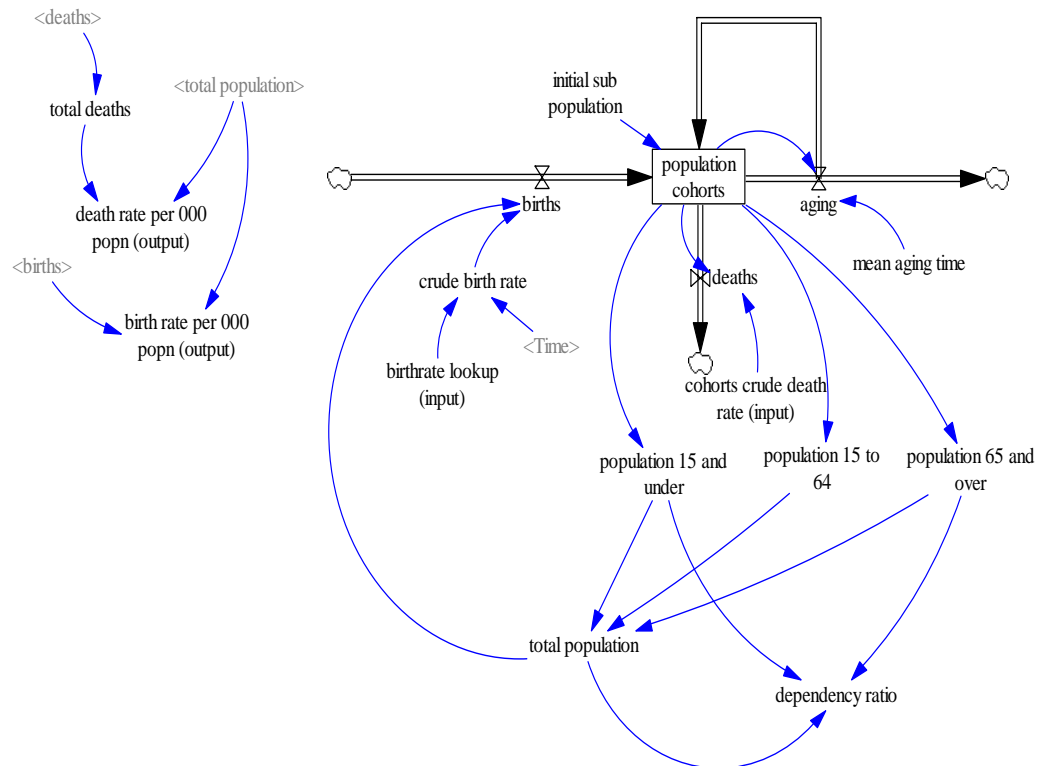 <deaths>
<total population>
total deaths
death rate per 000
popn (output)
<births>
birth rate per 000
popn (output)
initial sub
population
population
cohorts
births
aging
crude birth rate
deaths
mean aging time
<Time>
birthrate lookup
(input)
cohorts crude death
rate (input)
population 15 and
under
population 15 to
64
population 65 and
over
total population
dependency ratio